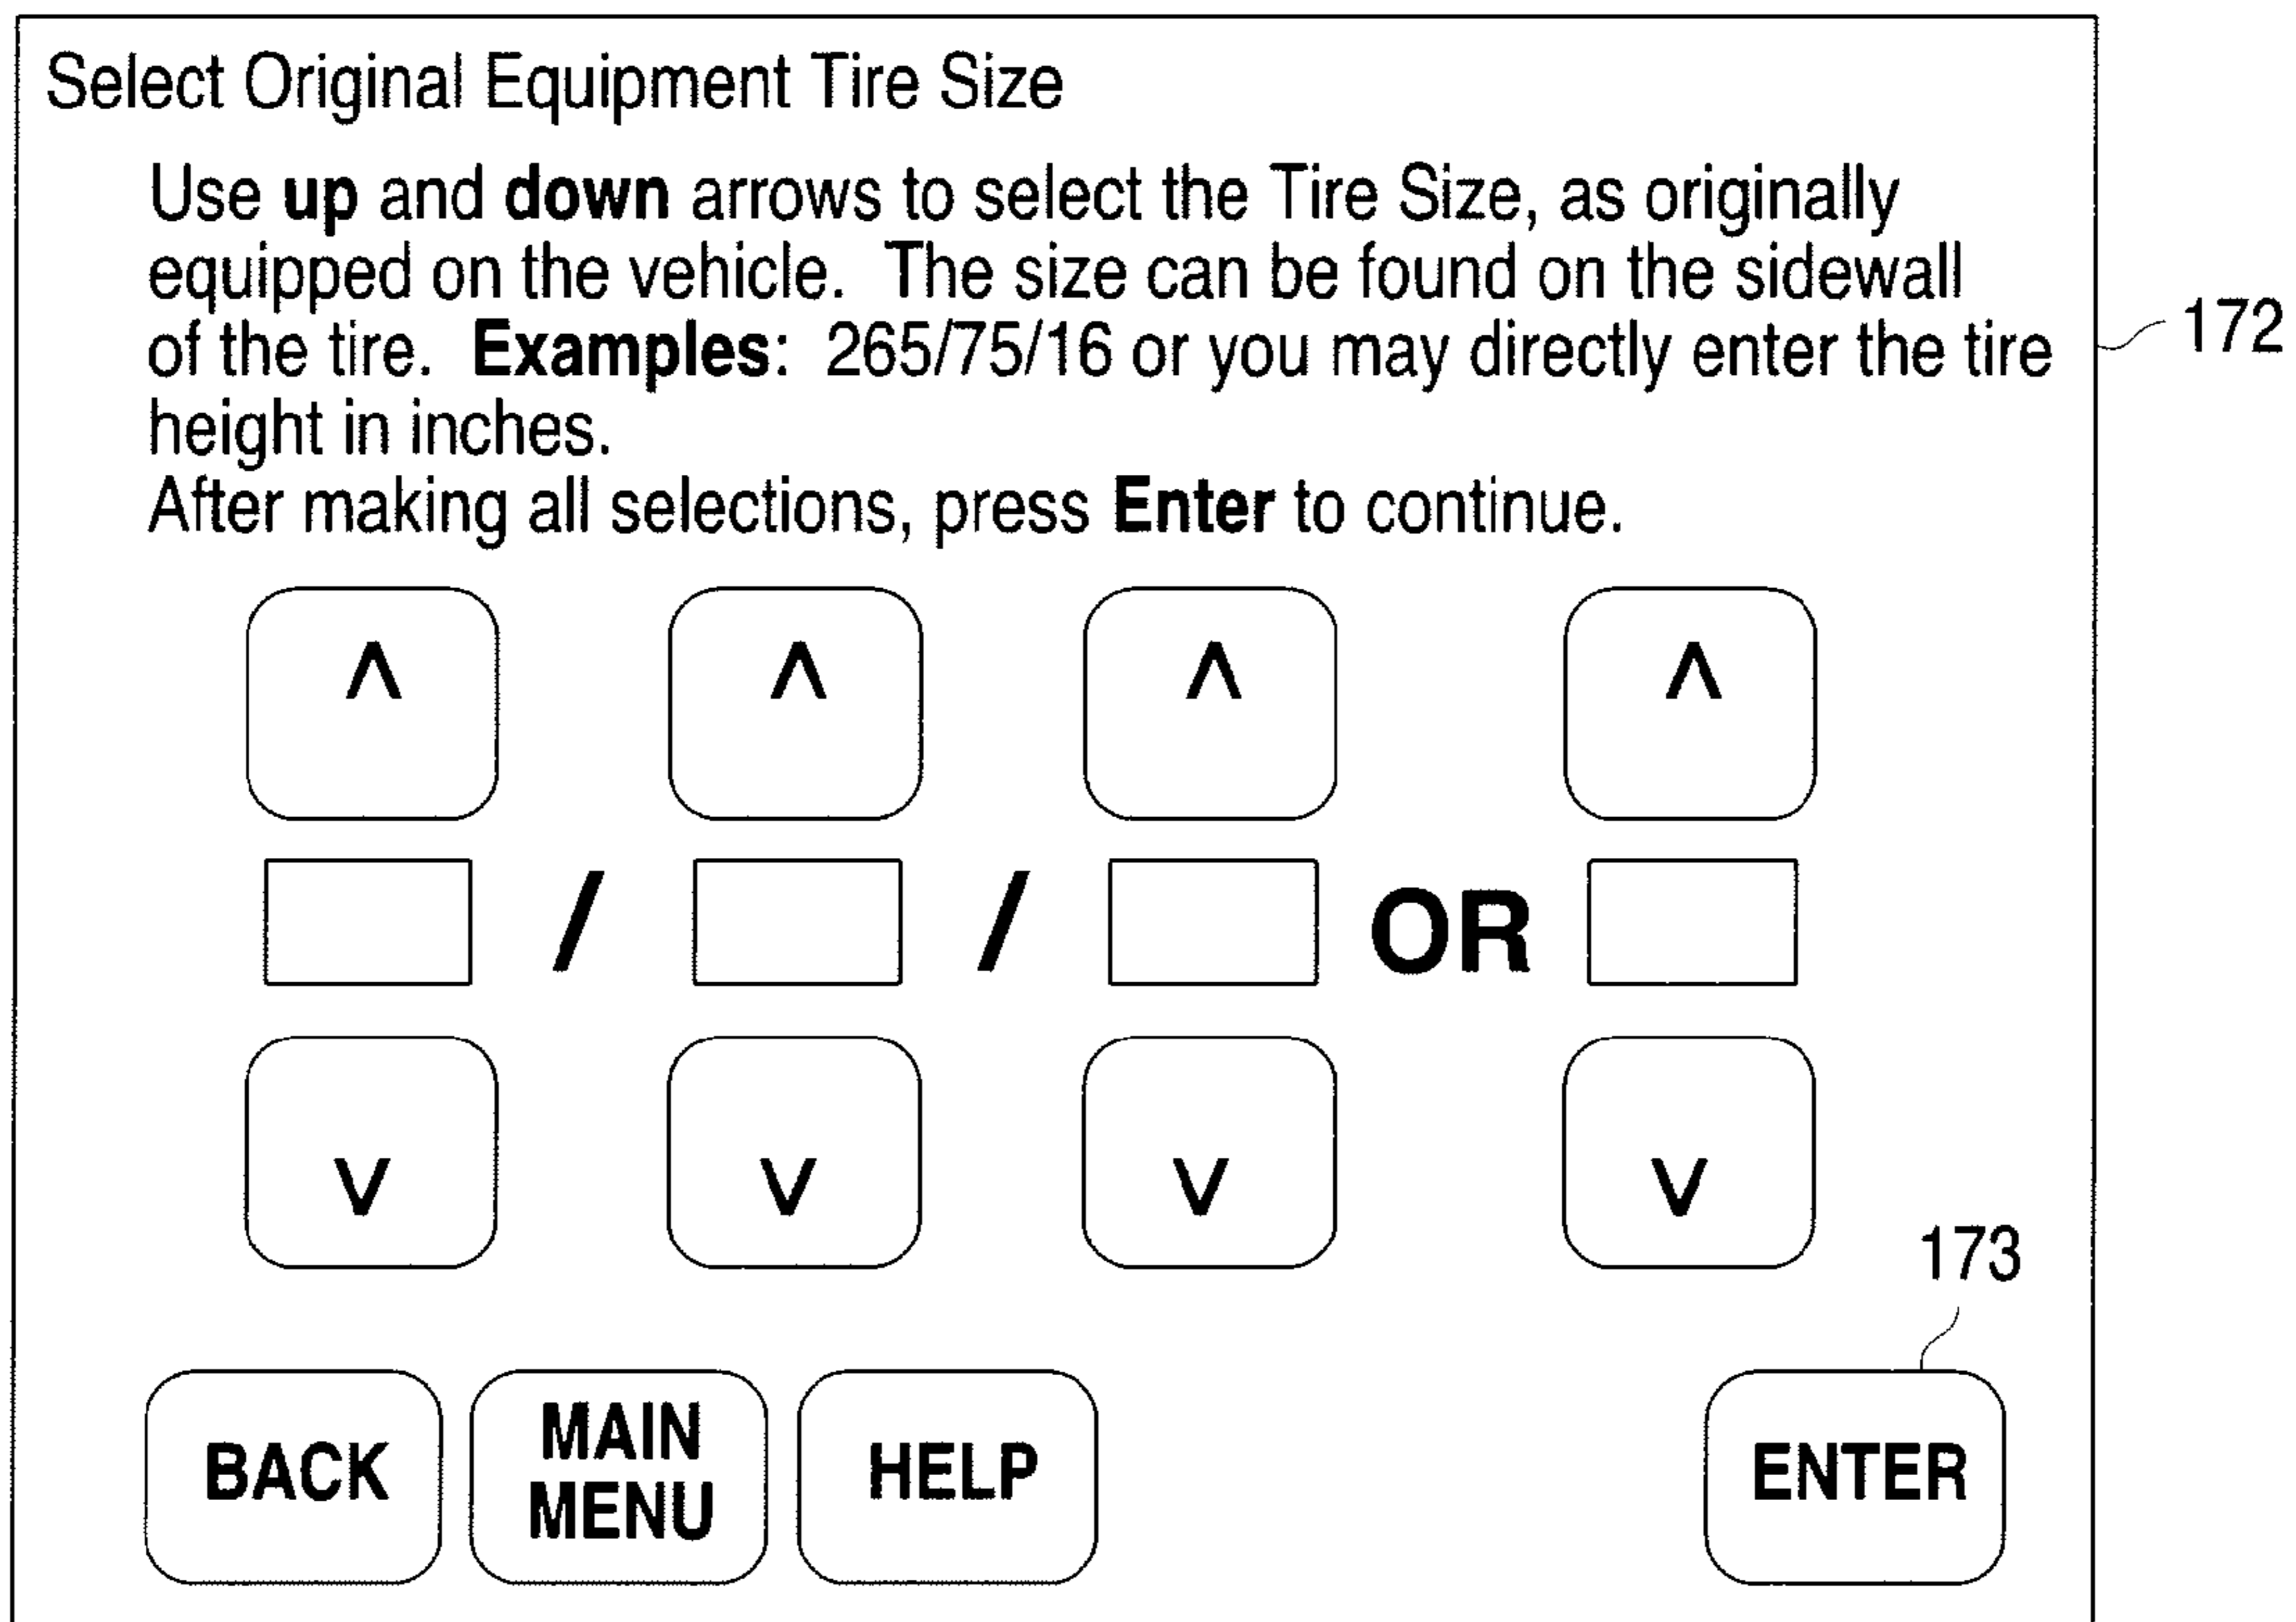 Select Original Equipment Tire Size
Use up and down arrows to select the Tire Size, as originally
equipped on the vehicle. The size can be found on the sidewall
of the tire. Examples: 265/75/16 or you may directly enter the tire
height in inches.
After making all selections, press Enter to continue.
172
^ ^ ^ ^
/ / OR
v v v v
173
BACK
MAIN
MENU
HELP
ENTER